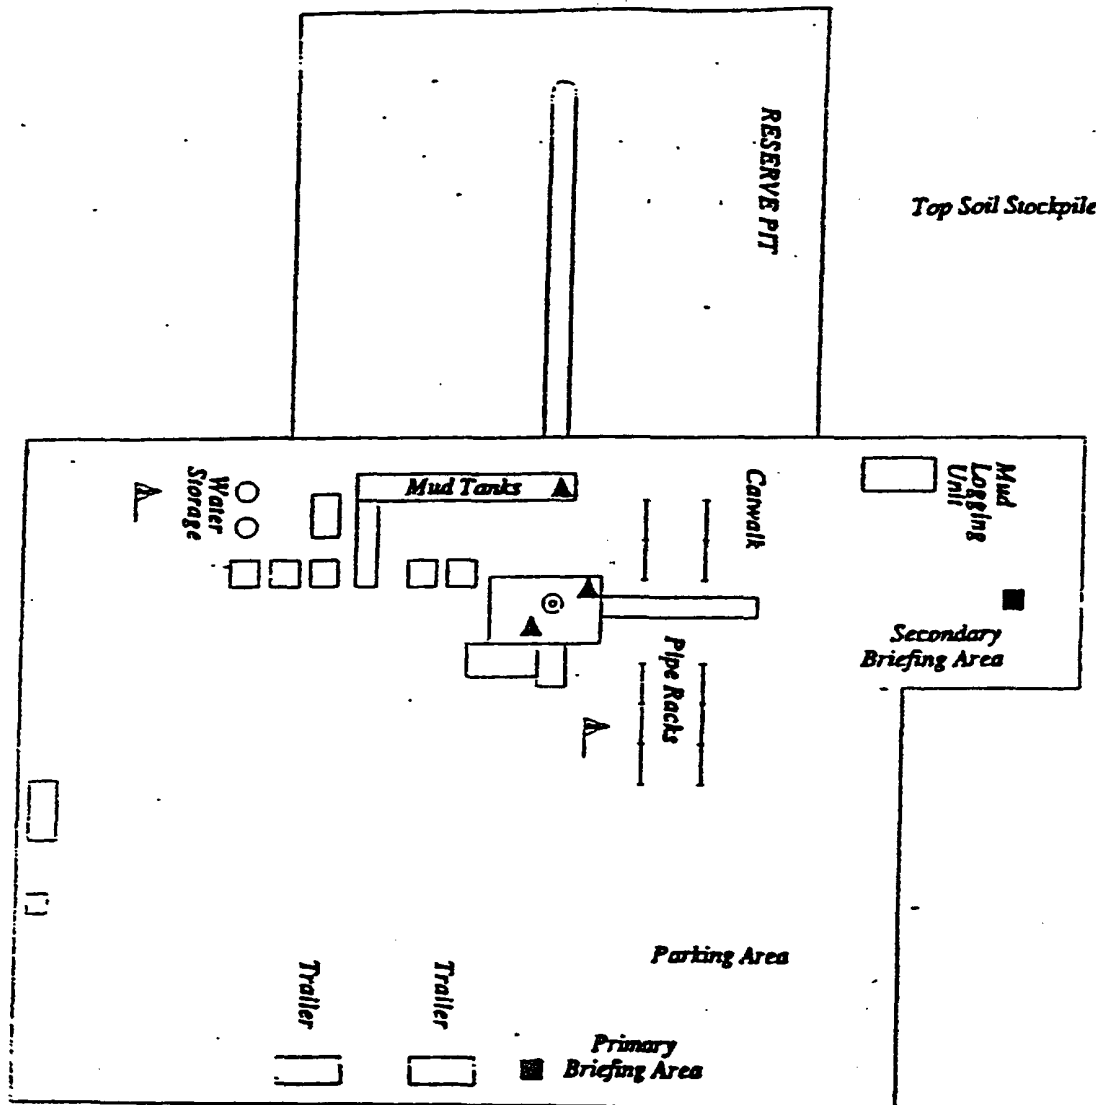 RESERVE PIT
Top Soil Stockpile
Water
Storage
Mud Tanks
Catwalk
Mud
Logging
Unit
Secondary
Briefing Area
Pipe Racks
Parking Area
Trailer
Trailer
Primary
Briefing Area